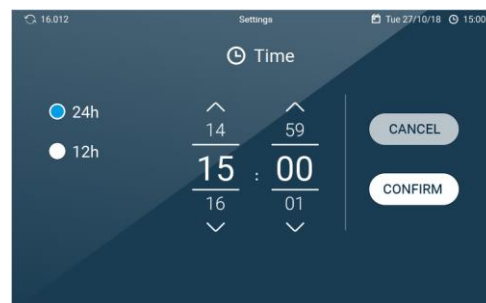 16.012 Settings Tue 27/10/18 15:00
Time
24h
12h
14 59
15 : 00
16 01
CANCEL
CONFIRM